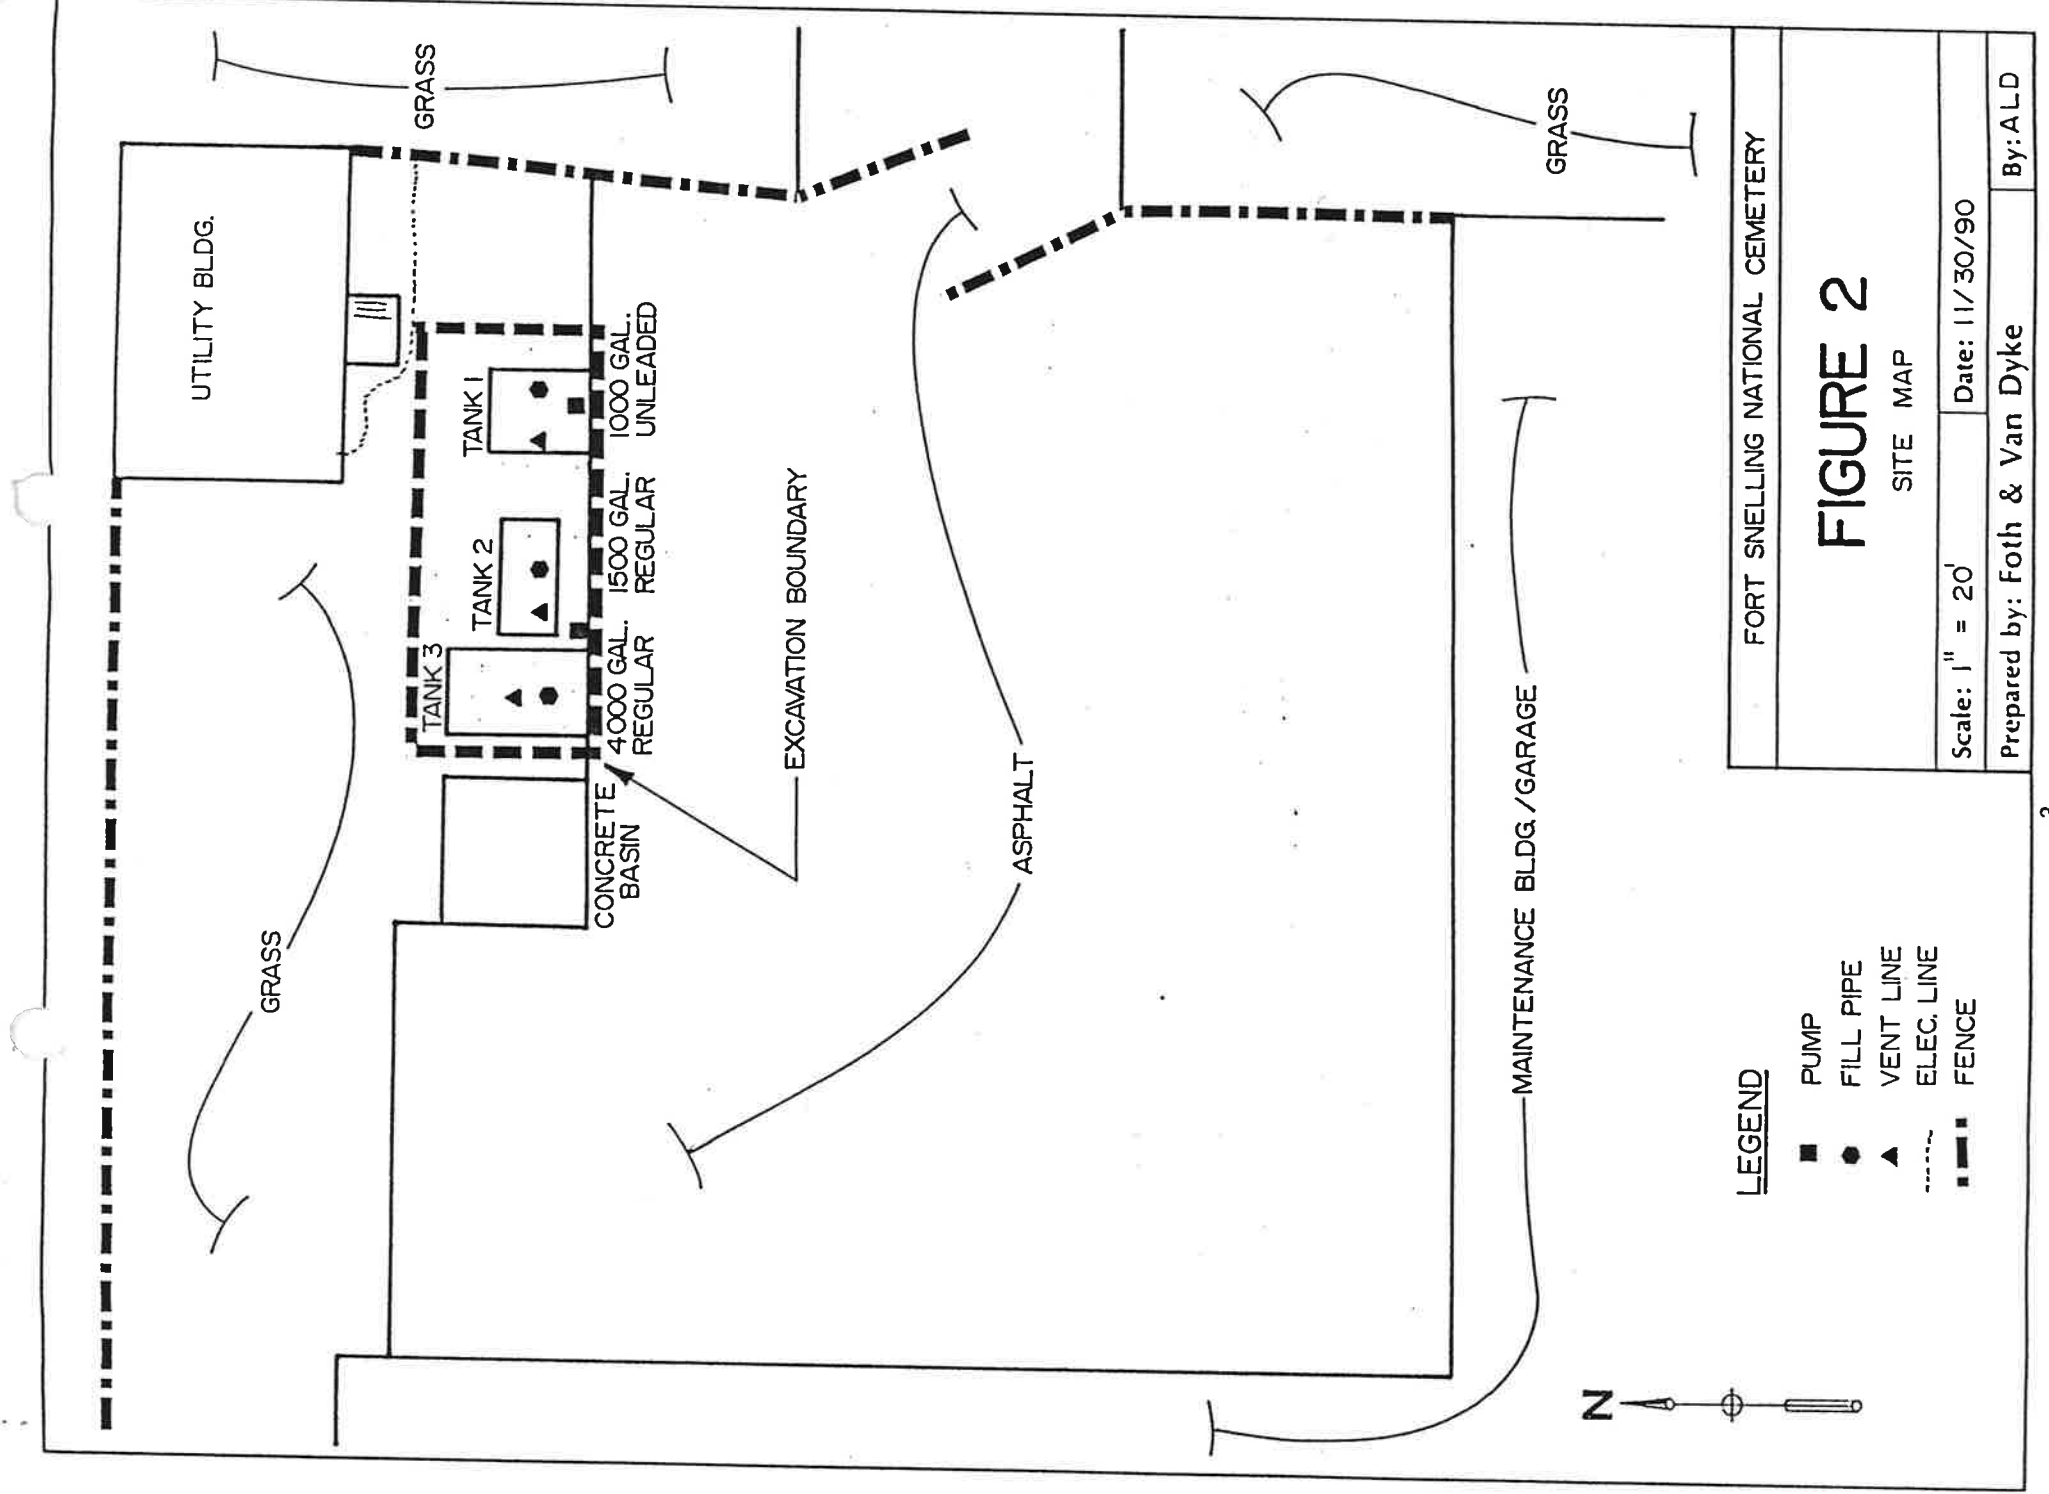 GRASS
UTILITY BLDG.
GRASS
TANK 3
TANK 2
TANK 1
4000 GAL.
REGULAR
1500 GAL.
REGULAR
1000 GAL.
UNLEADED
CONCRETE
BASIN
EXCAVATION BOUNDARY
ASPHALT
GRASS
MAINTENANCE BLDG./GARAGE
N
LEGEND
PUMP
FILL PIPE
VENT LINE
ELEC. LINE
FENCE
FORT SNELLING NATIONAL CEMETERY
FIGURE 2
SITE MAP
Scale: 1" = 20'
Date: 11/30/90
Prepared by: Foth & Van Dyke
By: ALD